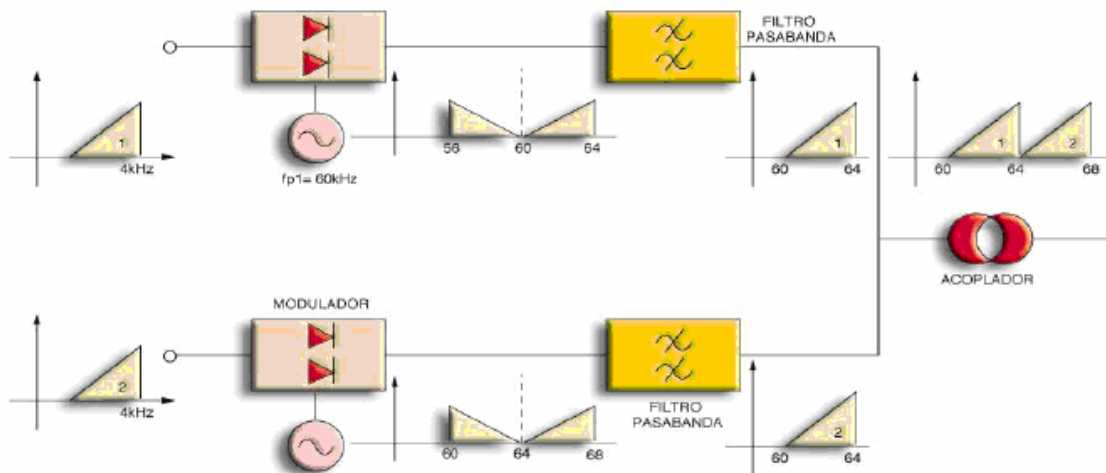 FILTRO
PASABANDA
1
4kHz
fp1= 60kHz
56 60 64
1
60 64
1 2
60 64 68
ACOPLADOR
MODULADOR
2
4kHz
60 64 68
FILTRO
PASABANDA
2
60 64